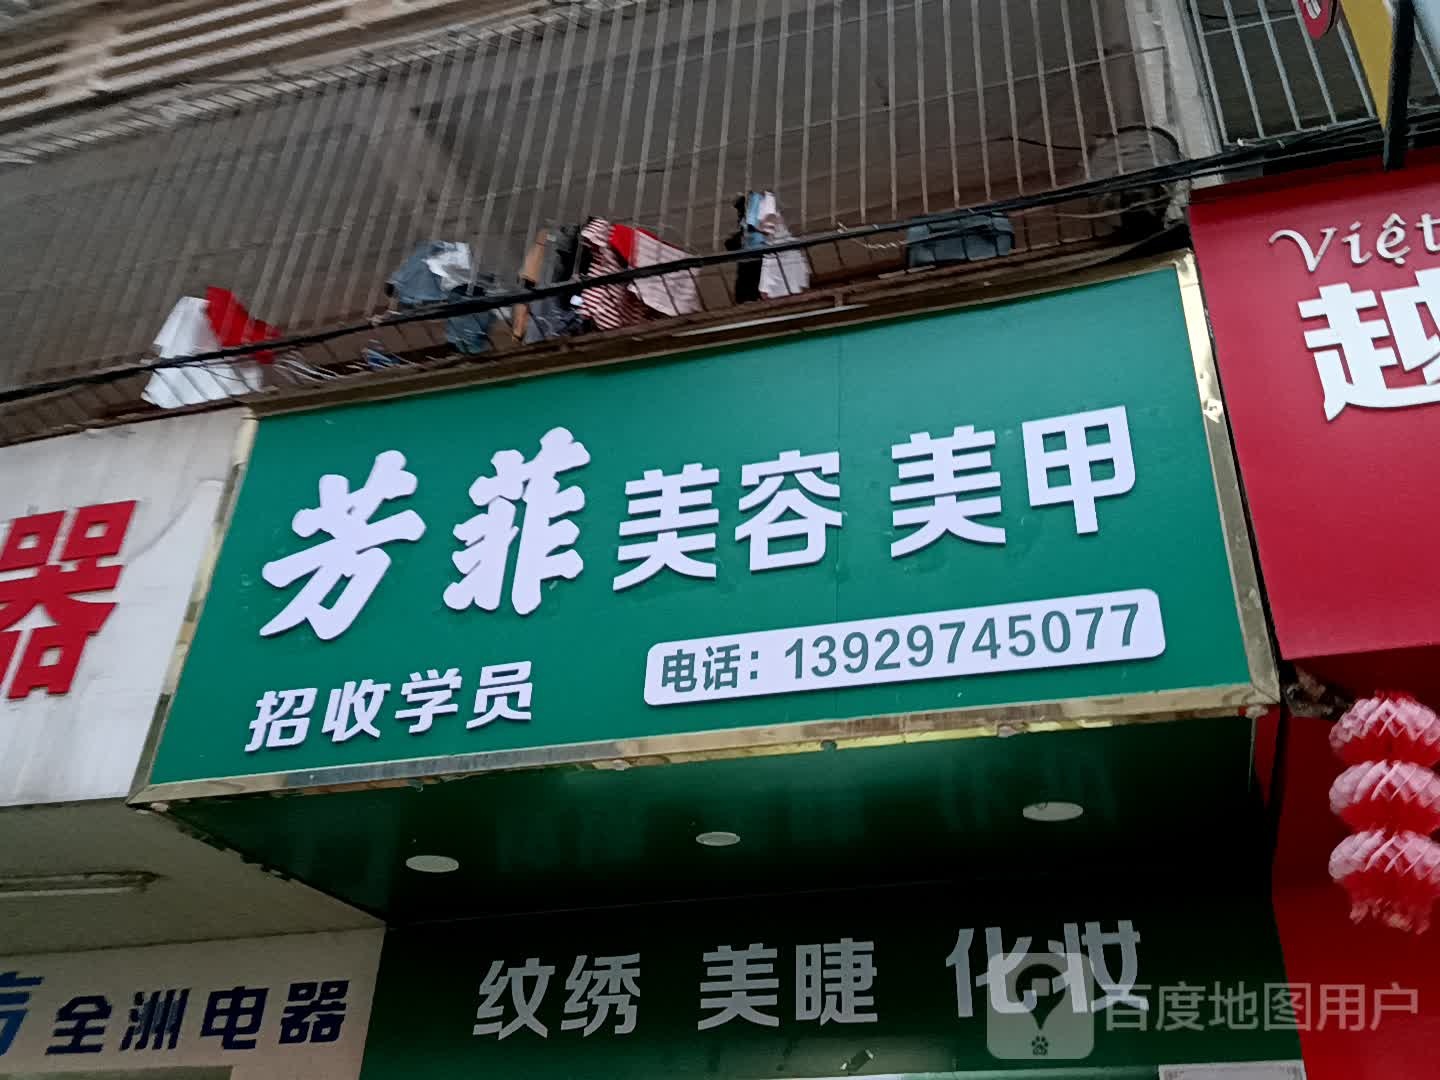 芳菲美容 美甲
招收学员
电话：13929745077
纹绣 美睫 化妆
器
全洲电器
Việt
越
百度地图用户